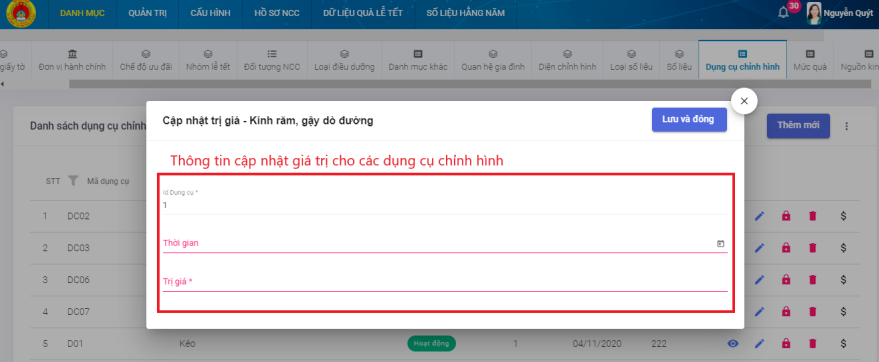 DANH MỤC QUẢN TRỊ CẤU HÌNH HỒ SƠ NCC DỮ LIỆU QUÀ LỄ TẾT SỐ LIỆU HẰNG NĂM 30 Nguyễn Quýt
giấy tờ Đơn vị hành chính Chế độ ưu đãi Nhóm lễ tết Đối tượng NCC Loại điều dưỡng Danh mục khác Quan hệ gia đình Diện chỉnh hình Loại số liệu Số liệu Dụng cụ chỉnh hình Mức quà Nguồn kin
Danh sách dụng cụ chỉnh Thêm mới
Cập nhật trị giá - Kính răm, gậy dò đường Lưu và đóng
Thông tin cập nhật giá trị cho các dụng cụ chỉnh hình
Id Dụng cụ *
1
Thời gian
Trị giá *
STT Mã dụng cụ
1 DC02 $
2 DC03 $
3 DC06 $
4 DC07 $
5 D01 Kéo Hoạt động 1 04/11/2020 222 $